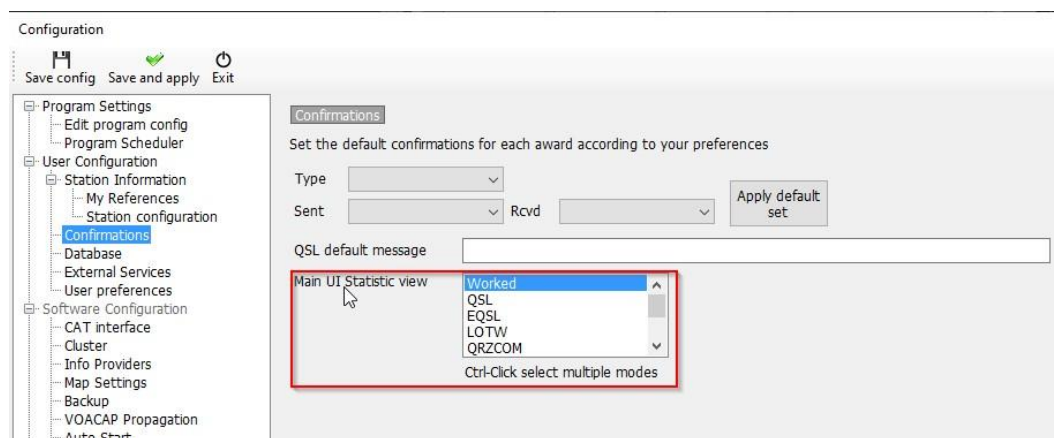 Configuration
Save config Save and apply Exit
Program Settings
Edit program config
Program Scheduler
User Configuration
Station Information
My References
Station configuration
Confirmations
Database
External Services
User preferences
Software Configuration
CAT interface
Cluster
Info Providers
Map Settings
Backup
VOACAP Propagation
Auto Start
Confirmations
Set the default confirmations for each award according to your preferences
Type
Sent Rcvd
Apply default
set
QSL default message
Main UI Statistic view
Worked
QSL
EQSL
LOTW
QRZCOM
Ctrl-Click select multiple modes